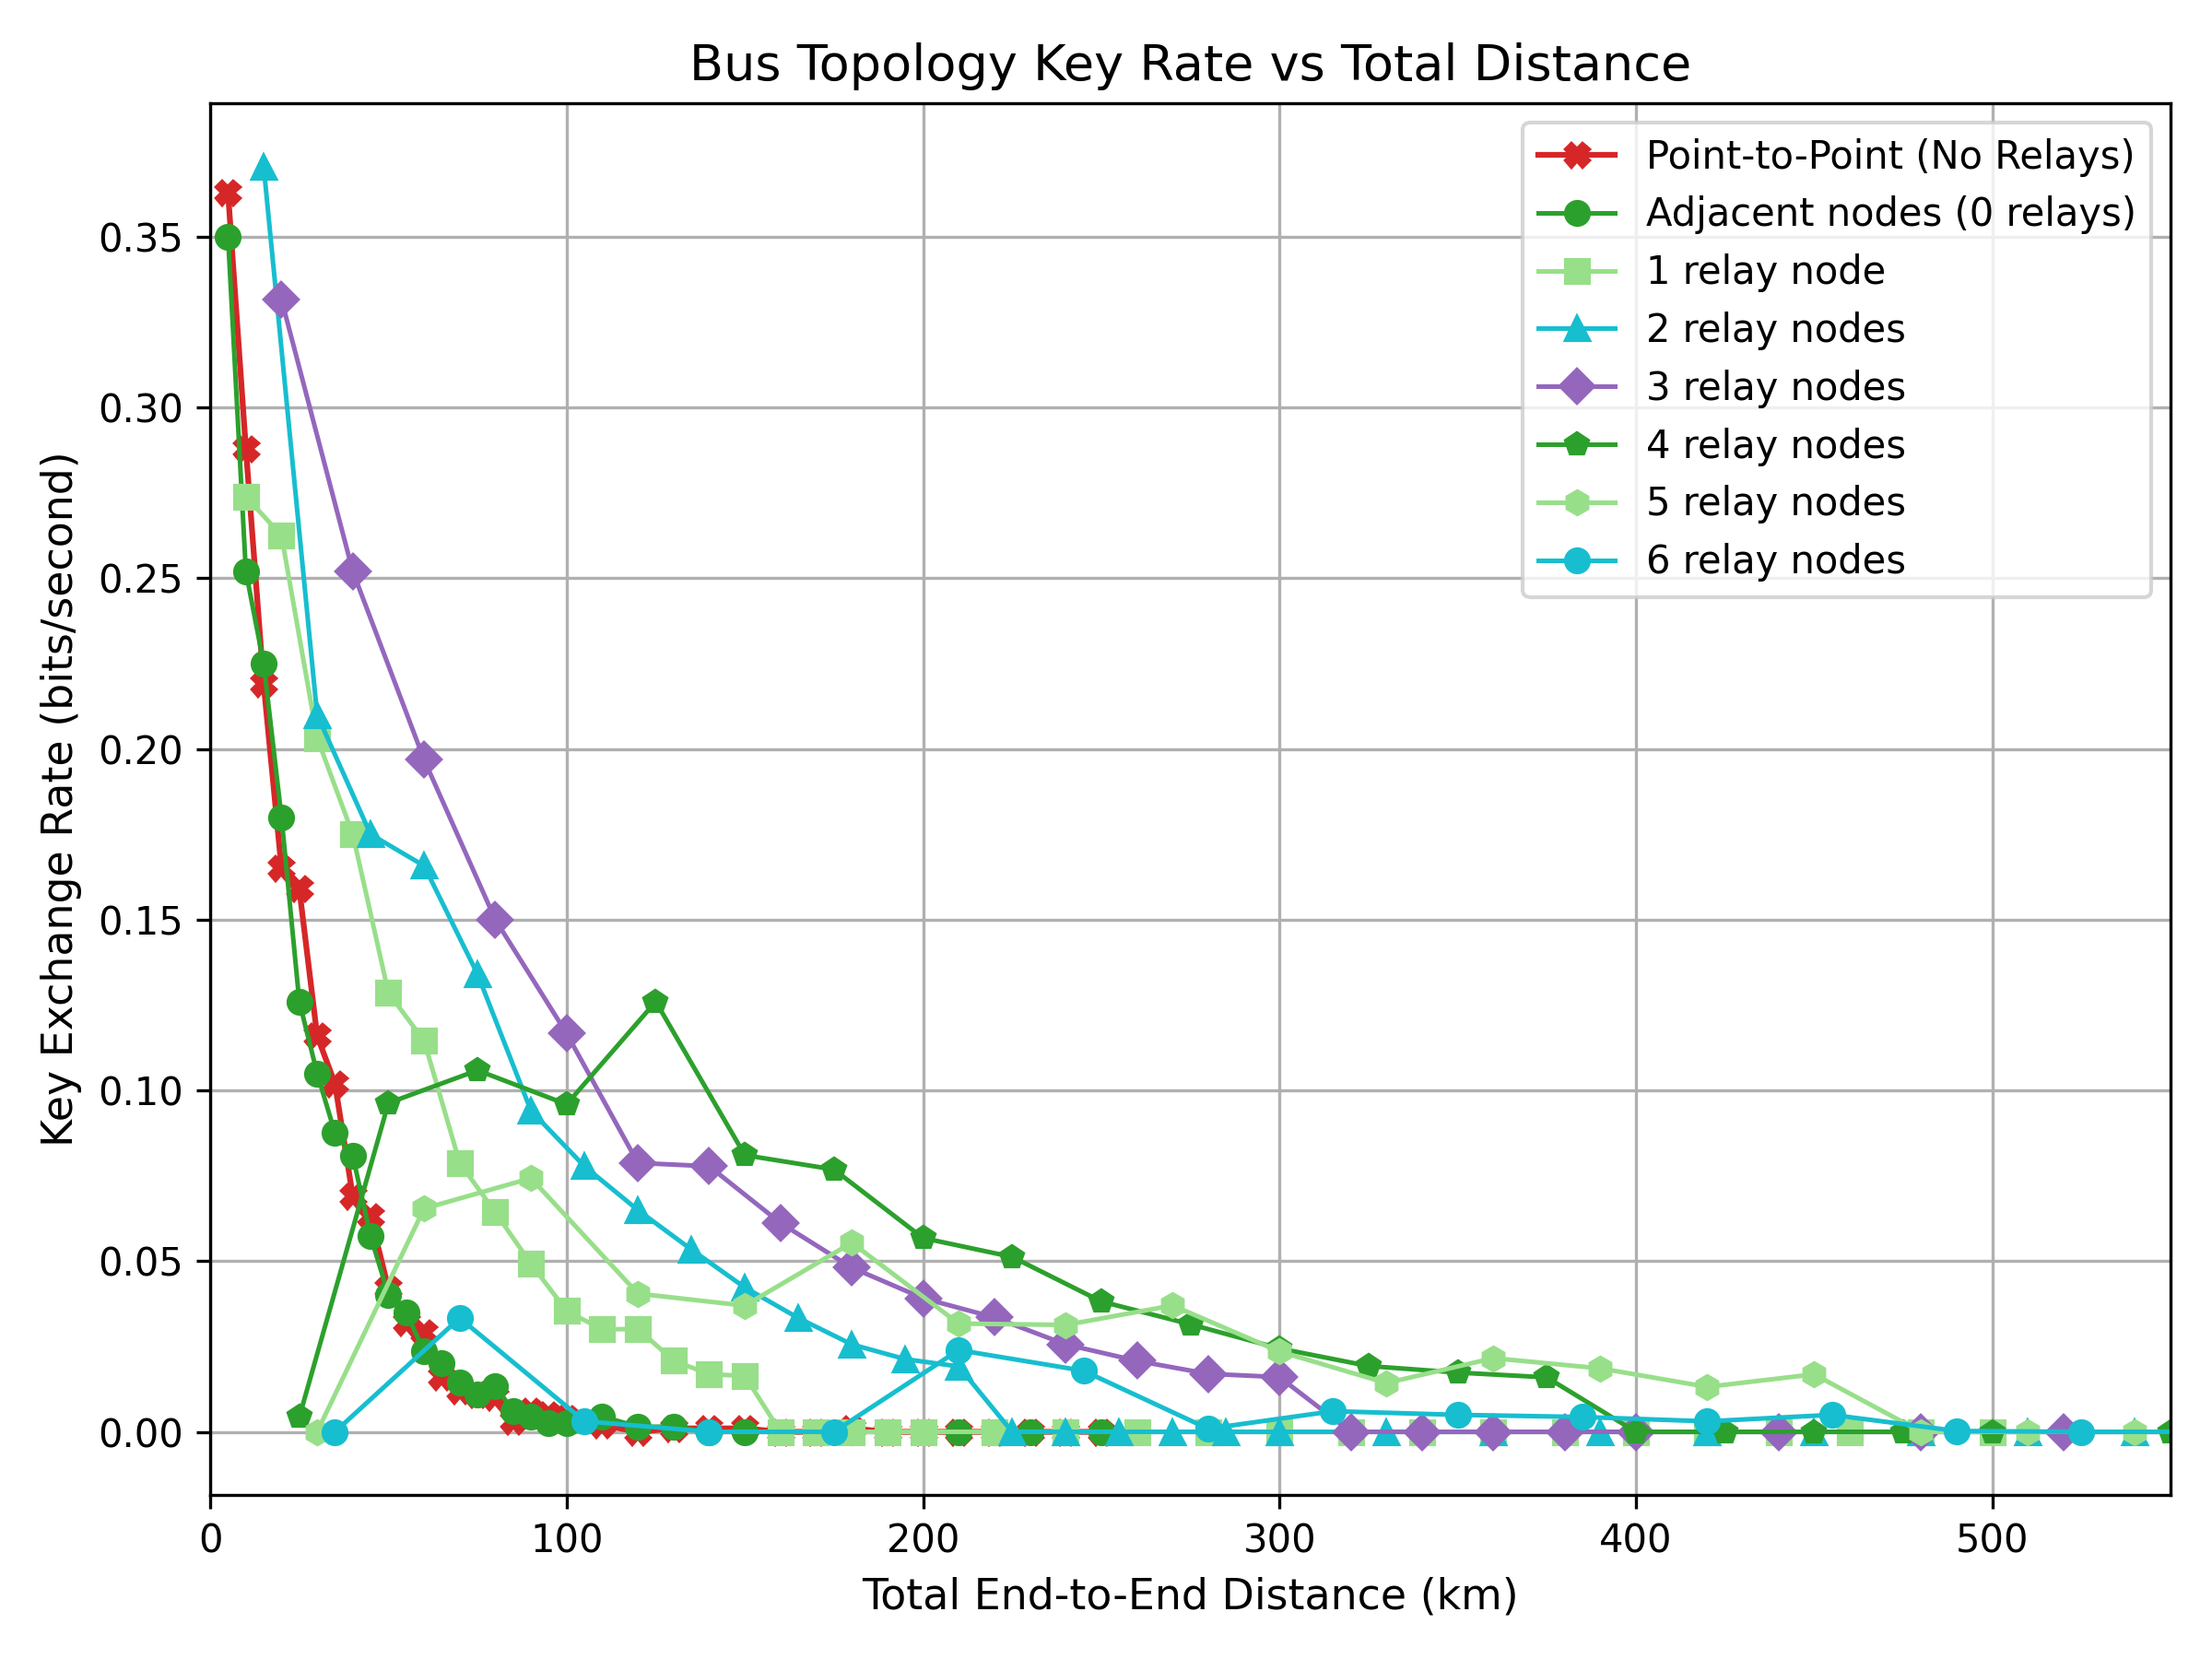 Bus Topology Key Rate vs Total Distance
Key Exchange Rate (bits/second)
0.35
0.30
0.25
0.20
0.15
0.10
0.05
0.00
Point-to-Point (No Relays)
Adjacent nodes (0 relays)
1 relay node
2 relay nodes
3 relay nodes
4 relay nodes
5 relay nodes
6 relay nodes
0 100 200 300 400 500
Total End-to-End Distance (km)